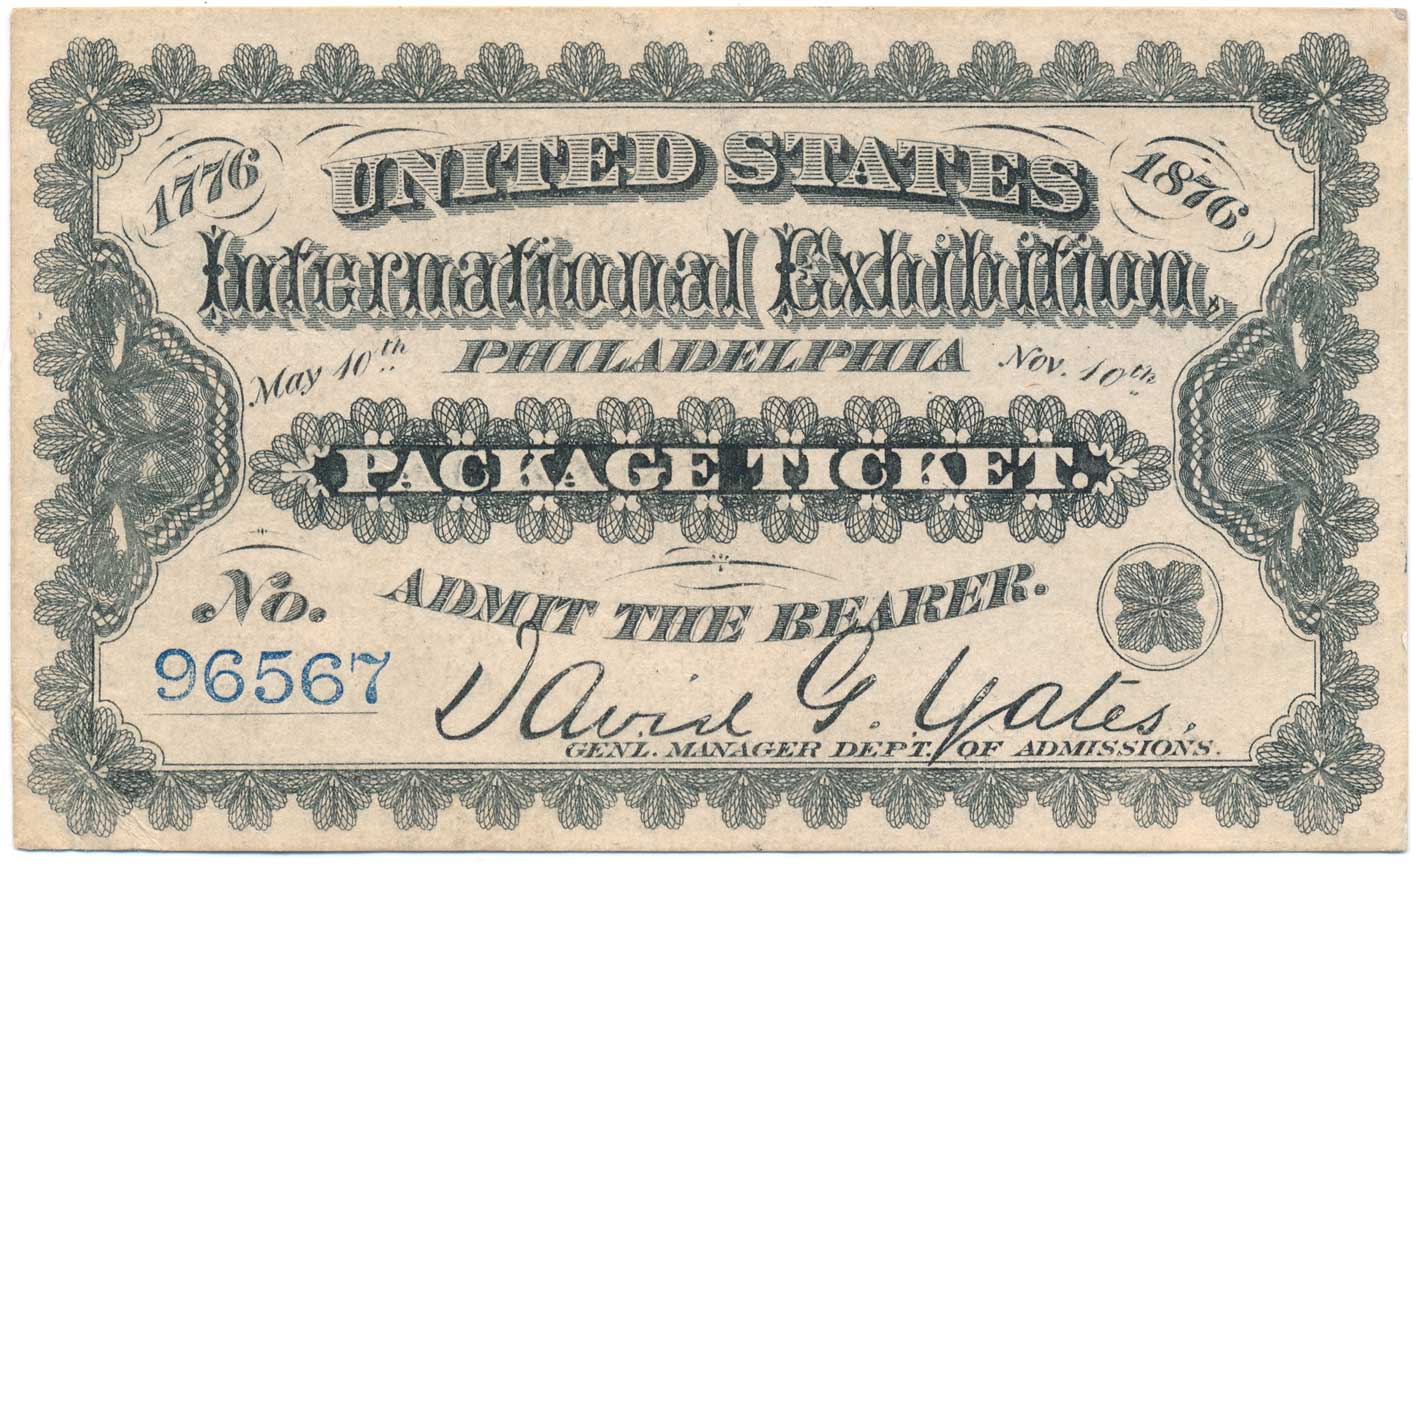 1776 UNITED STATES 1876
International Exhibition,
May 10th PHILADELPHIA Nov. 10th
PACKAGE TICKET.
No. ADMIT THE BEARER.
96567 David G. Yates.
GENL. MANAGER DEPT. OF ADMISSIONS.